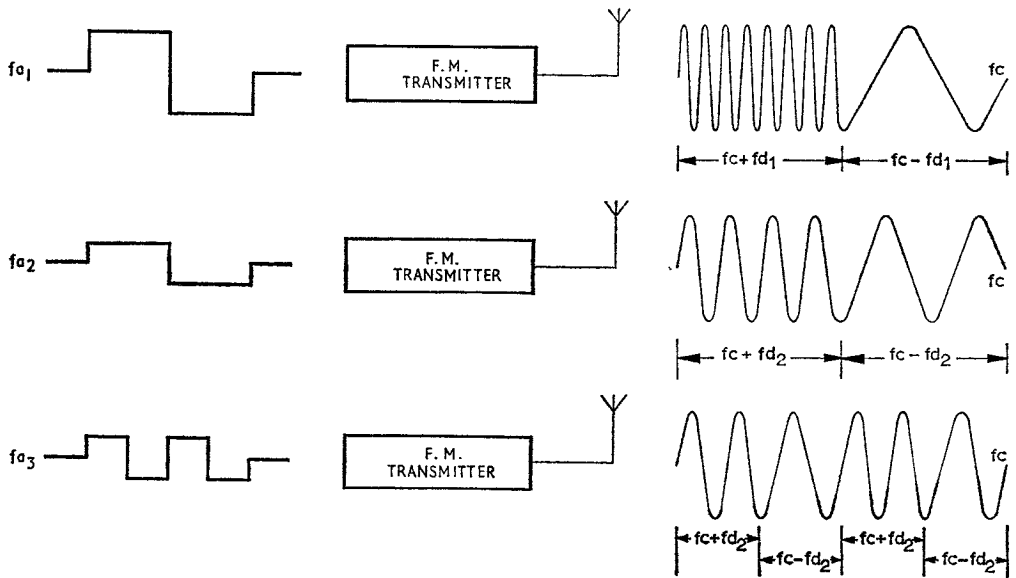 fa₁
F. M.
TRANSMITTER
fc
fc + fd₁
fc – fd₁
fa₂
F. M.
TRANSMITTER
fc
fc + fd₂
fc – fd₂
fa₃
F. M.
TRANSMITTER
fc
fc+fd₂
fc–fd₂
fc+fd₂
fc–fd₂